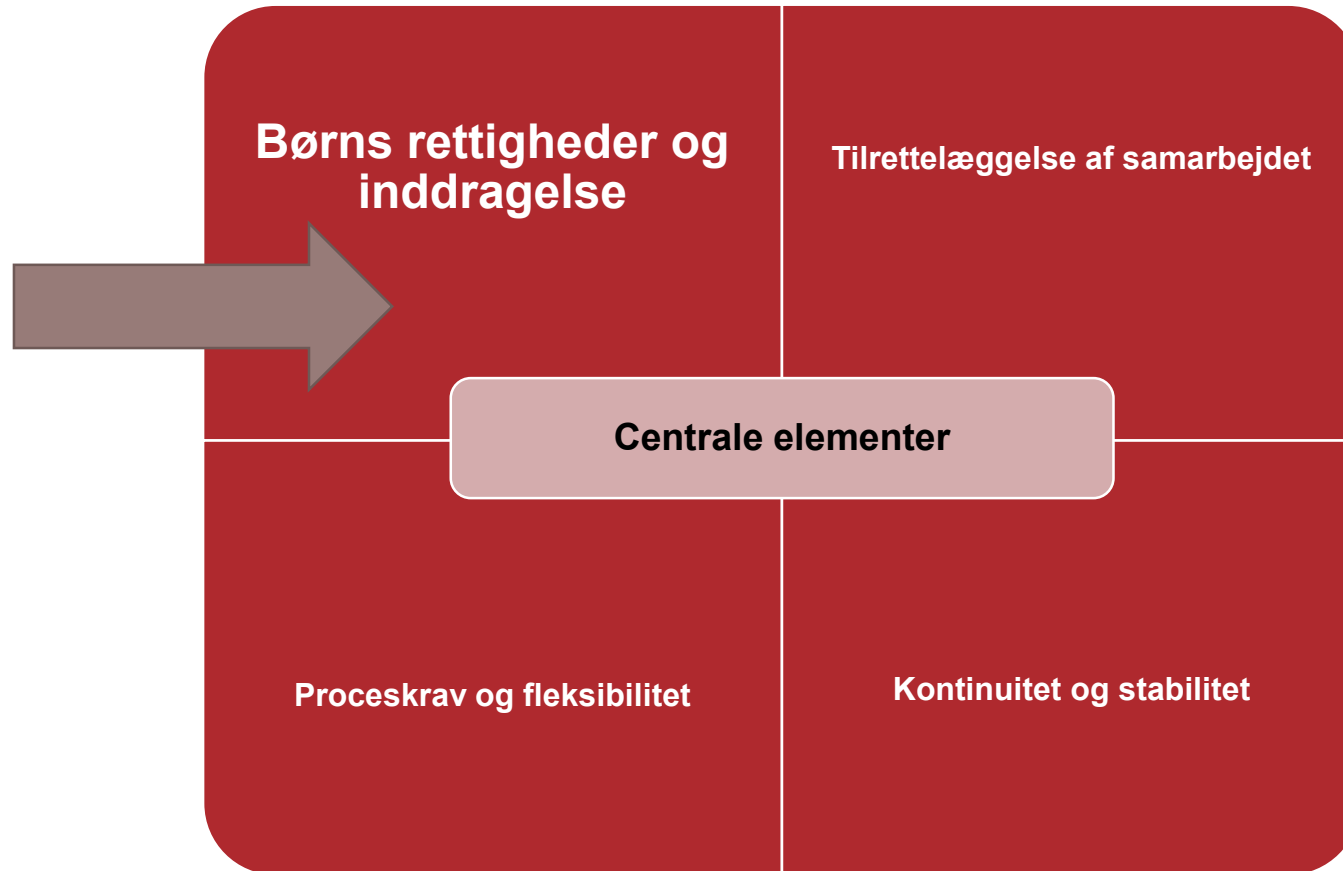 Børns rettigheder og
inddragelse
Tilrettelæggelse af samarbejdet
Centrale elementer
Proceskrav og fleksibilitet
Kontinuitet og stabilitet